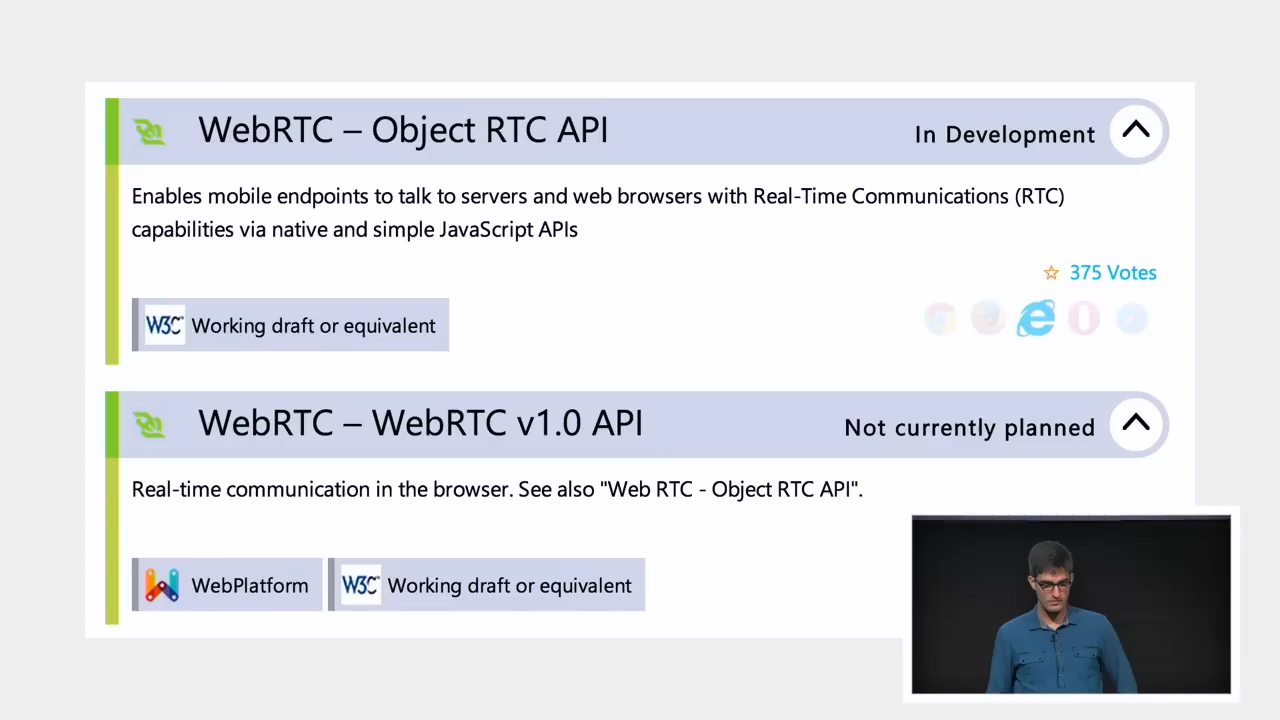 WebRTC – Object RTC API
In Development
Enables mobile endpoints to talk to servers and web browsers with Real-Time Communications (RTC)
capabilities via native and simple JavaScript APIs
375 Votes
W3C Working draft or equivalent
WebRTC – WebRTC v1.0 API
Not currently planned
Real-time communication in the browser. See also "Web RTC - Object RTC API".
WebPlatform
W3C Working draft or equivalent